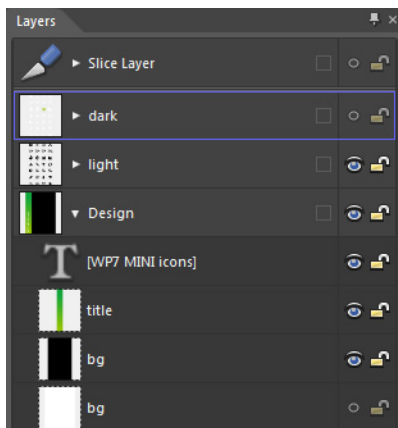 Layers
Slice Layer
dark
light
Design
[WP7 MINI icons]
title
bg
bg